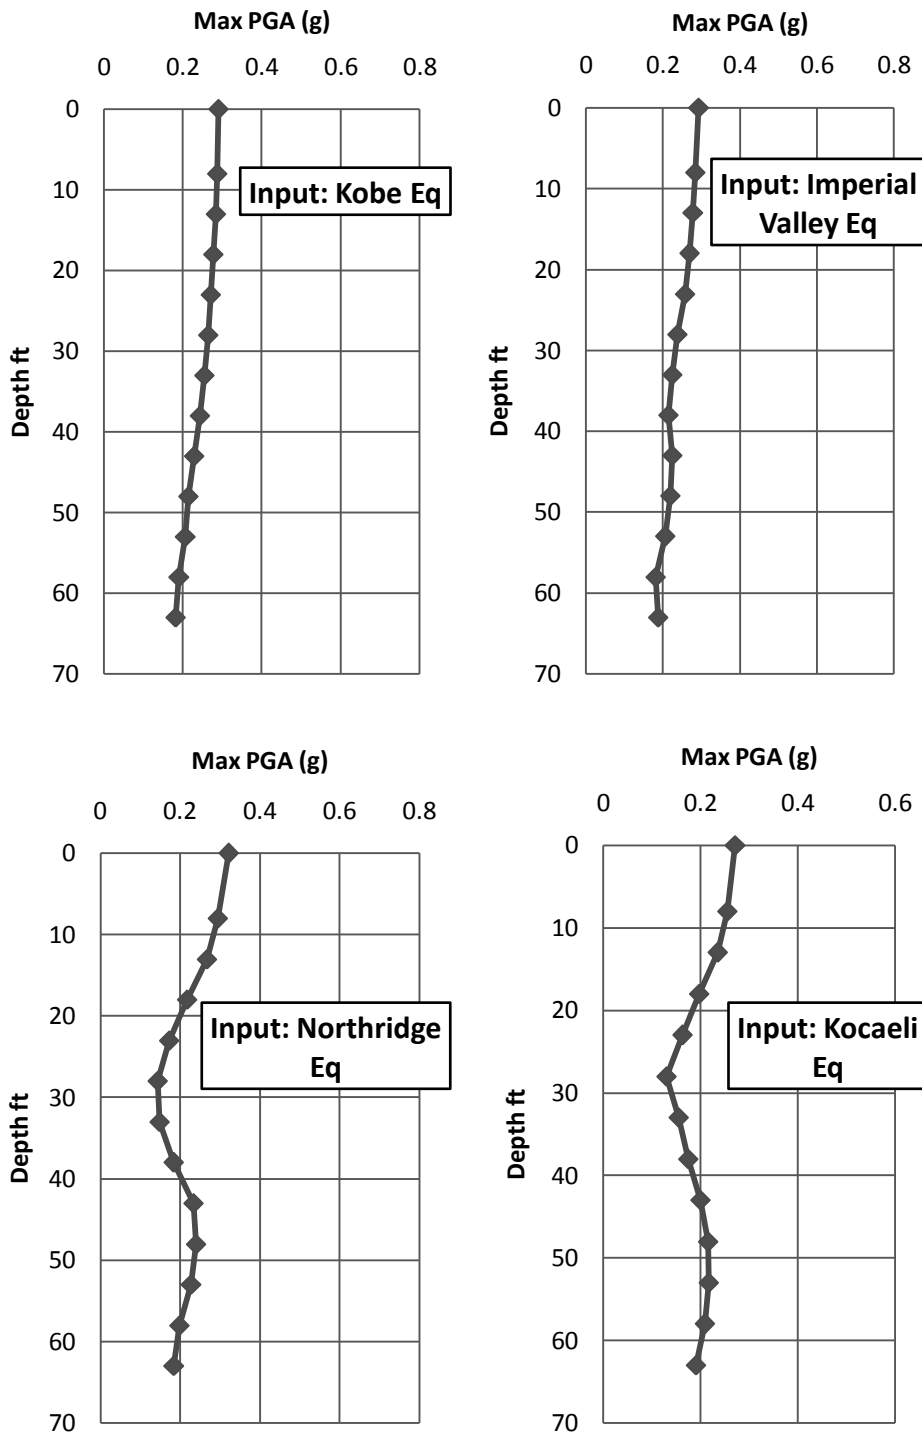 Max PGA (g)
0 0.2 0.4 0.6 0.8
0
10
20
30
40
50
60
70
Depth ft
Input: Kobe Eq
Max PGA (g)
0 0.2 0.4 0.6 0.8
0
10
20
30
40
50
60
70
Depth ft
Input: Imperial
Valley Eq
Max PGA (g)
0 0.2 0.4 0.6 0.8
0
10
20
30
40
50
60
70
Depth ft
Input: Northridge
Eq
Max PGA (g)
0 0.2 0.4 0.6
0
10
20
30
40
50
60
70
Depth ft
Input: Kocaeli
Eq